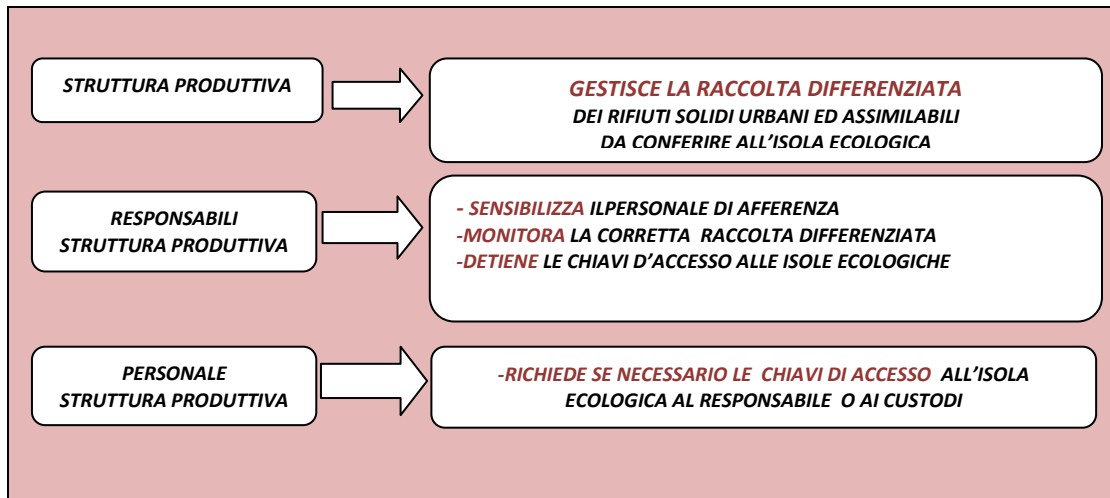 STRUTTURA PRODUTTIVA
GESTISCE LA RACCOLTA DIFFERENZIATA
DEI RIFIUTI SOLIDI URBANI ED ASSIMILABILI
DA CONFERIRE ALL’ISOLA ECOLOGICA
RESPONSABILI
STRUTTURA PRODUTTIVA
- SENSIBILIZZA ILPERSONALE DI AFFERENZA
-MONITORA LA CORRETTA RACCOLTA DIFFERENZIATA
-DETIENE LE CHIAVI D’ACCESSO ALLE ISOLE ECOLOGICHE
PERSONALE
STRUTTURA PRODUTTIVA
-RICHIEDE SE NECESSARIO LE CHIAVI DI ACCESSO ALL’ISOLA
ECOLOGICA AL RESPONSABILE O AI CUSTODI